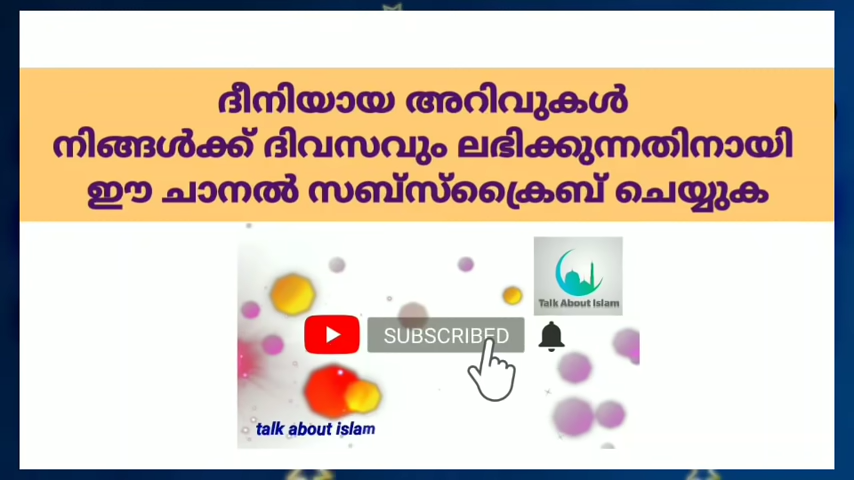 ദീനിയായ അറിവുകൾ
നിങ്ങൾക്ക് ദിവസവും ലഭിക്കുന്നതിനായി
ഈ ചാനൽ സബ്സ്ക്രൈബ് ചെയ്യുക
Talk About Islam
SUBSCRIBED
talk about islam